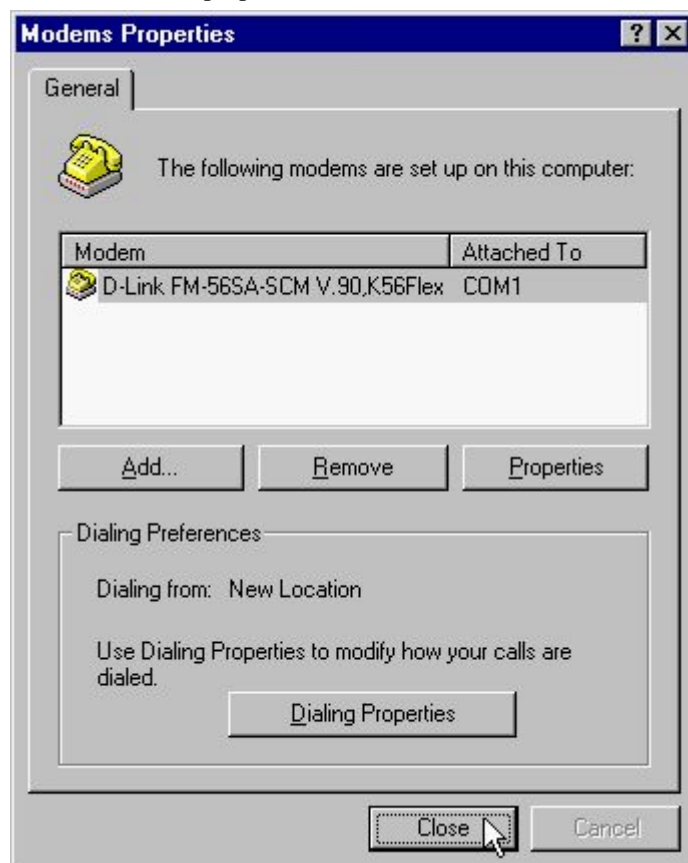 Modems Properties
General
The following modems are set up on this computer:
Modem Attached To
D-Link FM-56SA-SCM V.90,K56Flex COM1
Add... Remove Properties
Dialing Preferences
Dialing from: New Location
Use Dialing Properties to modify how your calls are
dialed.
Dialing Properties
Close Cancel